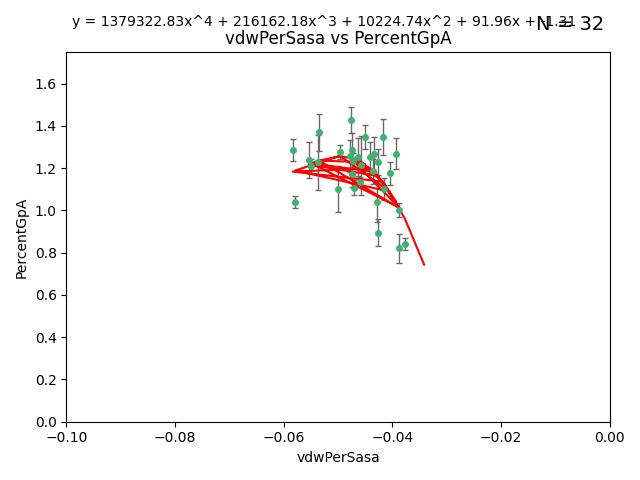 y = 1379322.83x^4 + 216162.18x^3 + 10224.74x^2 + 91.96x +
N = 32
vdwPerSasa vs PercentGpA
1.6
1.4
1.2
1.0
0.8
0.6
0.4
0.2
0.0
PercentGpA
−0.10 −0.08 −0.06 −0.04 −0.02 0.00
vdwPerSasa